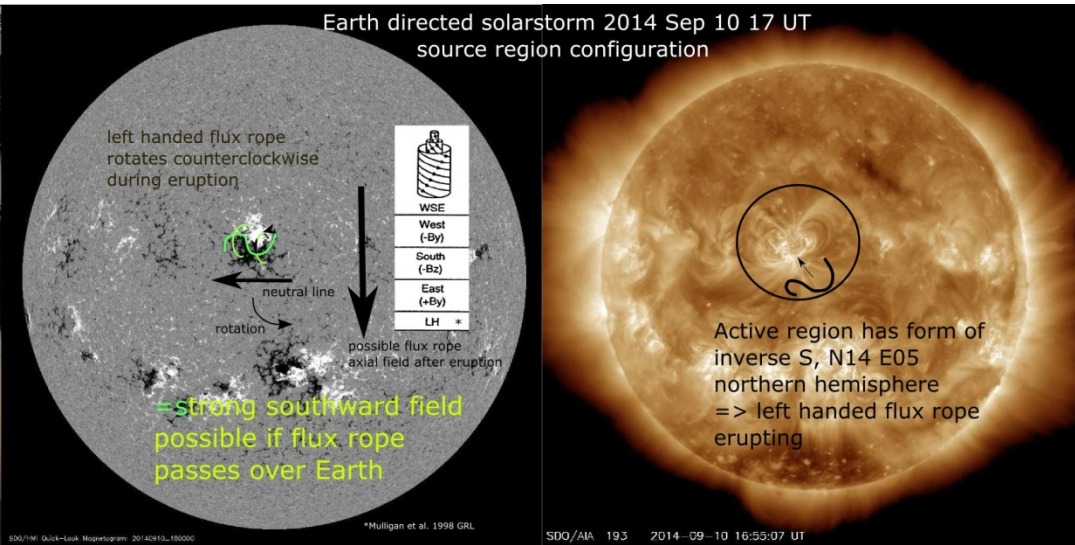 Earth directed solarstorm 2014 Sep 10 17 UT
source region configuration
left handed flux rope
rotates counterclockwise
during eruption
WSE
West
(-By)
South
(-Bz)
East
(+By)
LH *
neutral line
rotation
possible flux rope
axial field after eruption
=strong southward field
possible if flux rope
passes over Earth
*Mulligan et al. 1998 GRL
SDO/HMI Quick-Look Magnetogram: 20140910_180000
Active region has form of
inverse S, N14 E05
northern hemisphere
=> left handed flux rope
erupting
SDO/AIA 193 2014-09-10 16:55:07 UT